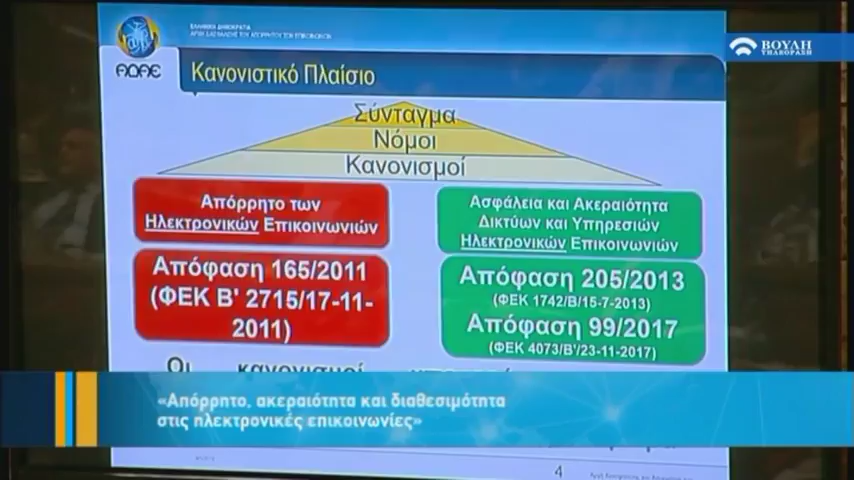 ΕΛΛΗΝΙΚΗ ΔΗΜΟΚΡΑΤΙΑ
ΑΡΧΗ ΔΙΑΣΦΑΛΙΣΗΣ ΤΟΥ ΑΠΟΡΡΗΤΟΥ ΤΩΝ ΕΠΙΚΟΙΝΩΝΙΩΝ
ΑΔΑΕ
ΒΟΥΛΗ
ΤΗΛΕΟΡΑΣΗ
Κανονιστικό Πλαίσιο
Σύνταγμα
Νόμοι
Κανονισμοί
Απόρρητο των
Ηλεκτρονικών Επικοινωνιών
Απόφαση 165/2011
(ΦΕΚ Β' 2715/17-11-
2011)
Ασφάλεια και Ακεραιότητα
Δικτύων και Υπηρεσιών
Ηλεκτρονικών Επικοινωνιών
Απόφαση 205/2013
(ΦΕΚ 1742/Β/15-7-2013)
Απόφαση 99/2017
(ΦΕΚ 4073/Β'/23-11-2017)
Οι κανονισμοί
«Απόρρητο, ακεραιότητα και διαθεσιμότητα
στις ηλεκτρονικές επικοινωνίες»
4